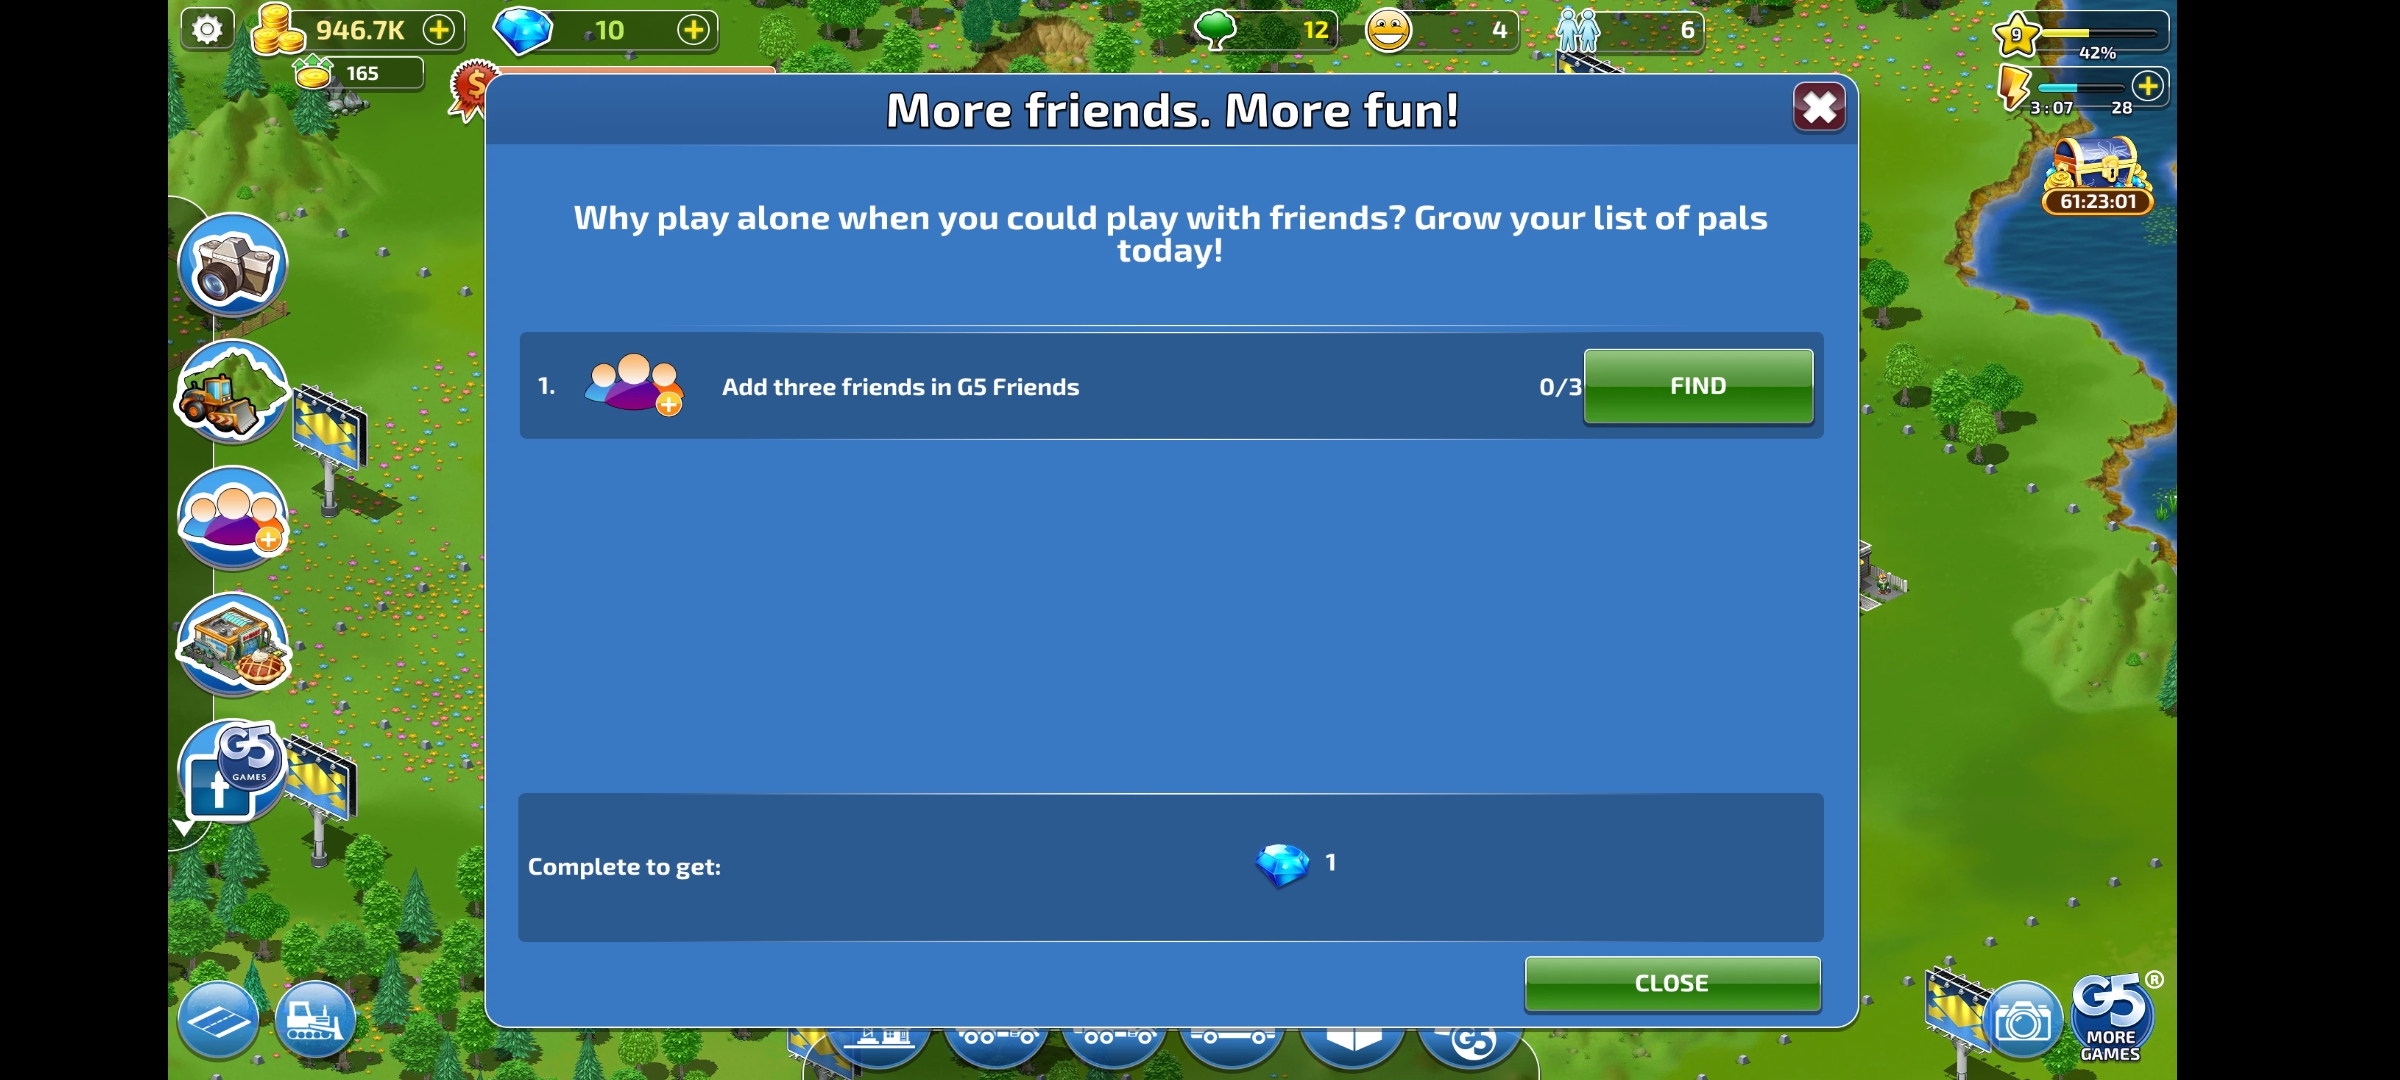 946.7K
10
12
4
6
9
42%
165
3:07
28
61:23:01
More friends. More fun!
Why play alone when you could play with friends? Grow your list of pals
today!
1.
Add three friends in G5 Friends
0/3
FIND
G5
GAMES
f
Complete to get:
1
CLOSE
G5
G5®
MORE
GAMES